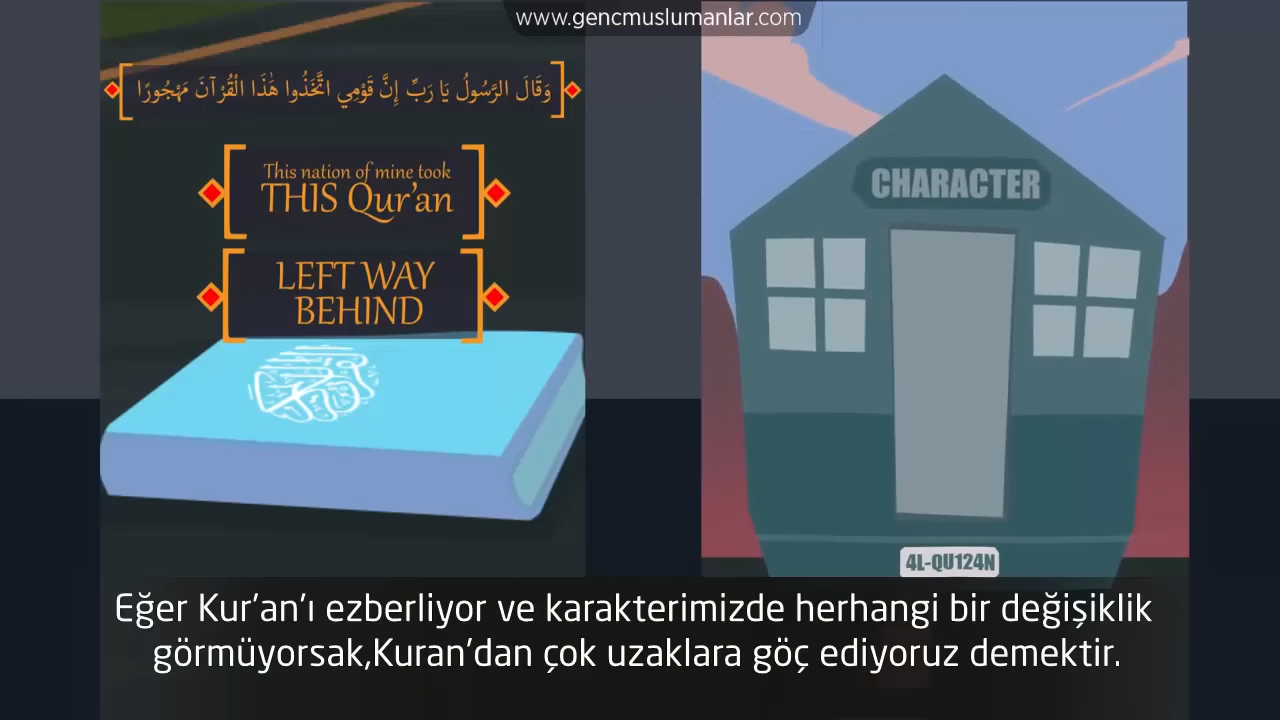 www.gencmuslumanlar.com
وَقَالَ الرَّسُولُ يَا رَبِّ إِنَّ قَوْمِي اتَّخَذُوا هَٰذَا الْقُرْآنَ مَهْجُورًا
This nation of mine took
THIS Qur'an
LEFT WAY
BEHIND
CHARACTER
4L-QU124N
Eğer Kur'an'ı ezberliyor ve karakterimizde herhangi bir değişiklik
görmüyorsak,Kuran'dan çok uzaklara göç ediyoruz demektir.